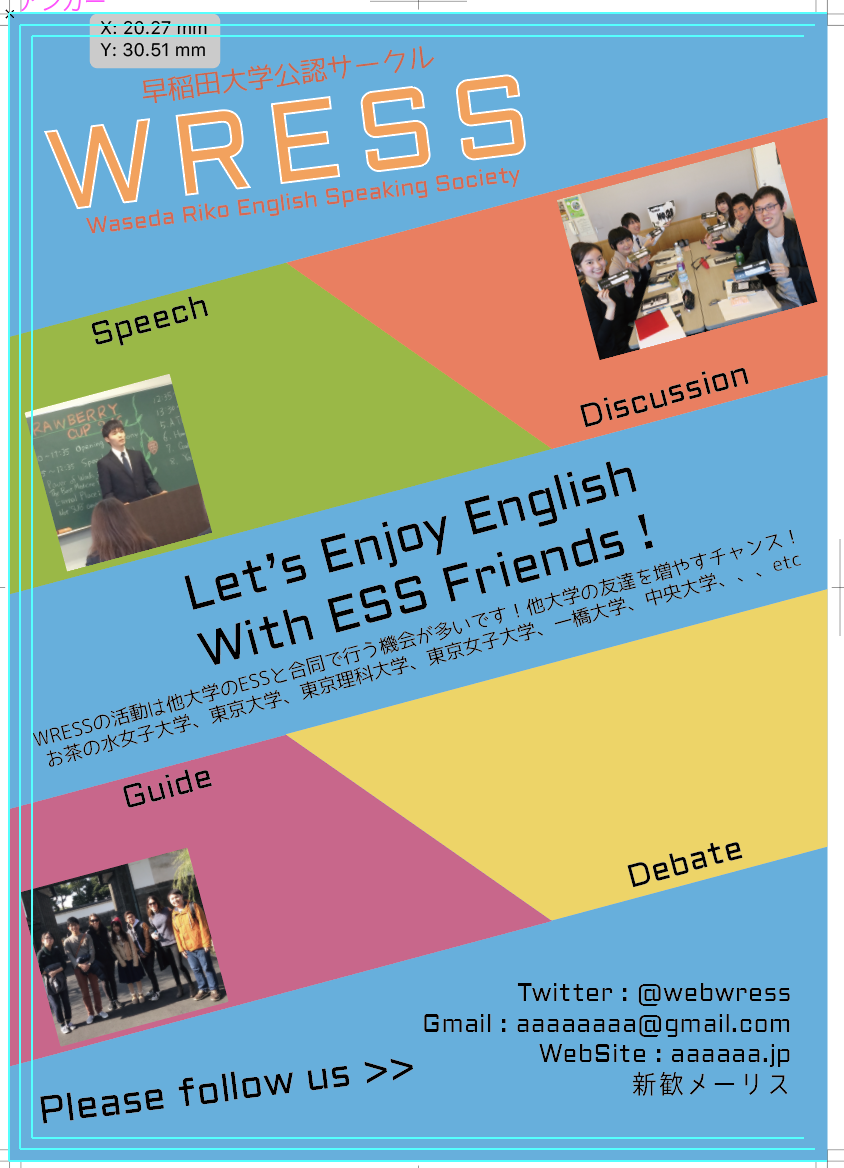 アンカー
X: 20.27 mm
Y: 30.51 mm
早稲田大学公認サークル
WRESS
Waseda Riko English Speaking Society
Speech
Discussion
RAWBERRY
CUP
Let's Enjoy English
With ESS Friends !
WRESSの活動は他大学のESSと合同で行う機会が多いです！他大学の友達を増やすチャンス！
お茶の水女子大学、東京大学、東京理科大学、東京女子大学、一橋大学、中央大学、、、etc
Guide
Debate
Twitter : @webwress
Gmail : aaaaaaaa@gmail.com
WebSite : aaaaaa.jp
新歓メーリス
Please follow us >>